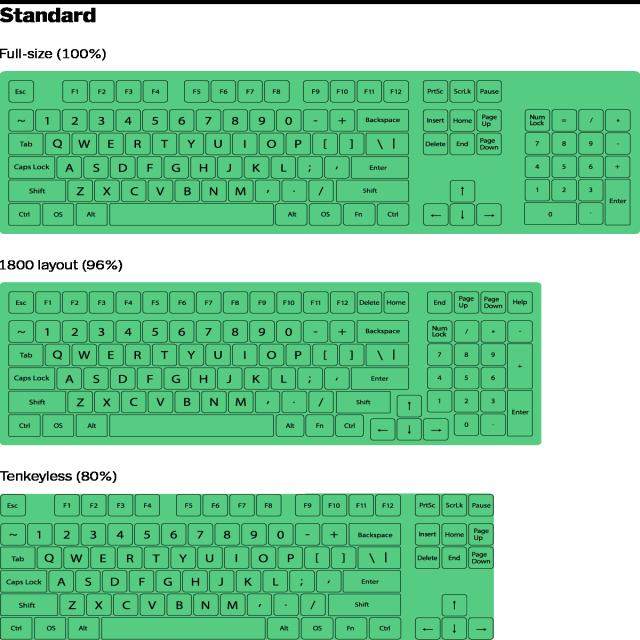 Standard
Full-size (100%)
Esc F1 F2 F3 F4 F5 F6 F7 F8 F9 F10 F11 F12 PrtSc ScrLk Pause
~ 1 2 3 4 5 6 7 8 9 0 - + Backspace Insert Home Page Up Num Lock = / *
Tab Q W E R T Y U I O P [ ] \ | Delete End Page Down 7 8 9 -
Caps Lock A S D F G H J K L ; , Enter 4 5 6 +
Shift Z X C V B N M , . / Shift ↑ 1 2 3 Enter
Ctrl OS Alt Alt OS Fn Ctrl ← ↓ → 0 .
1800 layout (96%)
Esc F1 F2 F3 F4 F5 F6 F7 F8 F9 F10 F11 F12 Delete Home End Page Up Page Down Help
~ 1 2 3 4 5 6 7 8 9 0 - + Backspace Num Lock / * -
Tab Q W E R T Y U I O P [ ] \ | 7 8 9 +
Caps Lock A S D F G H J K L ; , Enter 4 5 6
Shift Z X C V B N M , . / Shift ↑ 1 2 3 Enter
Ctrl OS Alt Alt Fn Ctrl ← ↓ → 0 .
Tenkeyless (80%)
Esc F1 F2 F3 F4 F5 F6 F7 F8 F9 F10 F11 F12 PrtSc ScrLk Pause
~ 1 2 3 4 5 6 7 8 9 0 - + Backspace Insert Home Page Up
Tab Q W E R T Y U I O P [ ] \ | Delete End Page Down
Caps Lock A S D F G H J K L ; , Enter
Shift Z X C V B N M , . / Shift ↑
Ctrl OS Alt Alt OS Fn Ctrl ← ↓ →